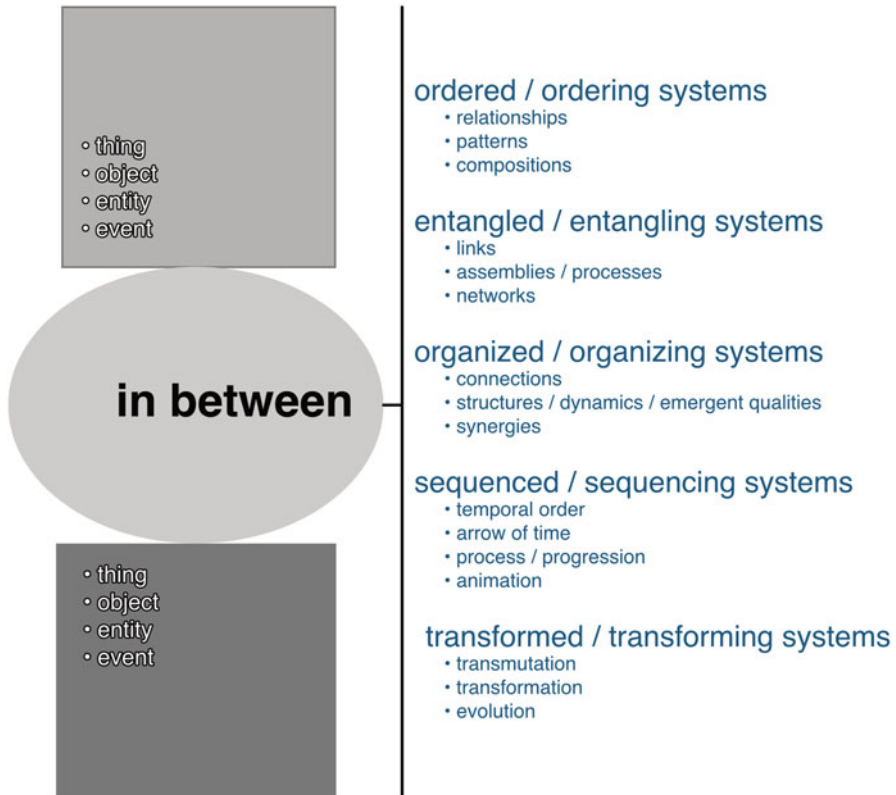 • thing
• object
• entity
• event
in between
• thing
• object
• entity
• event
ordered / ordering systems
• relationships
• patterns
• compositions
entangled / entangling systems
• links
• assemblies / processes
• networks
organized / organizing systems
• connections
• structures / dynamics / emergent qualities
• synergies
sequenced / sequencing systems
• temporal order
• arrow of time
• process / progression
• animation
transformed / transforming systems
• transmutation
• transformation
• evolution